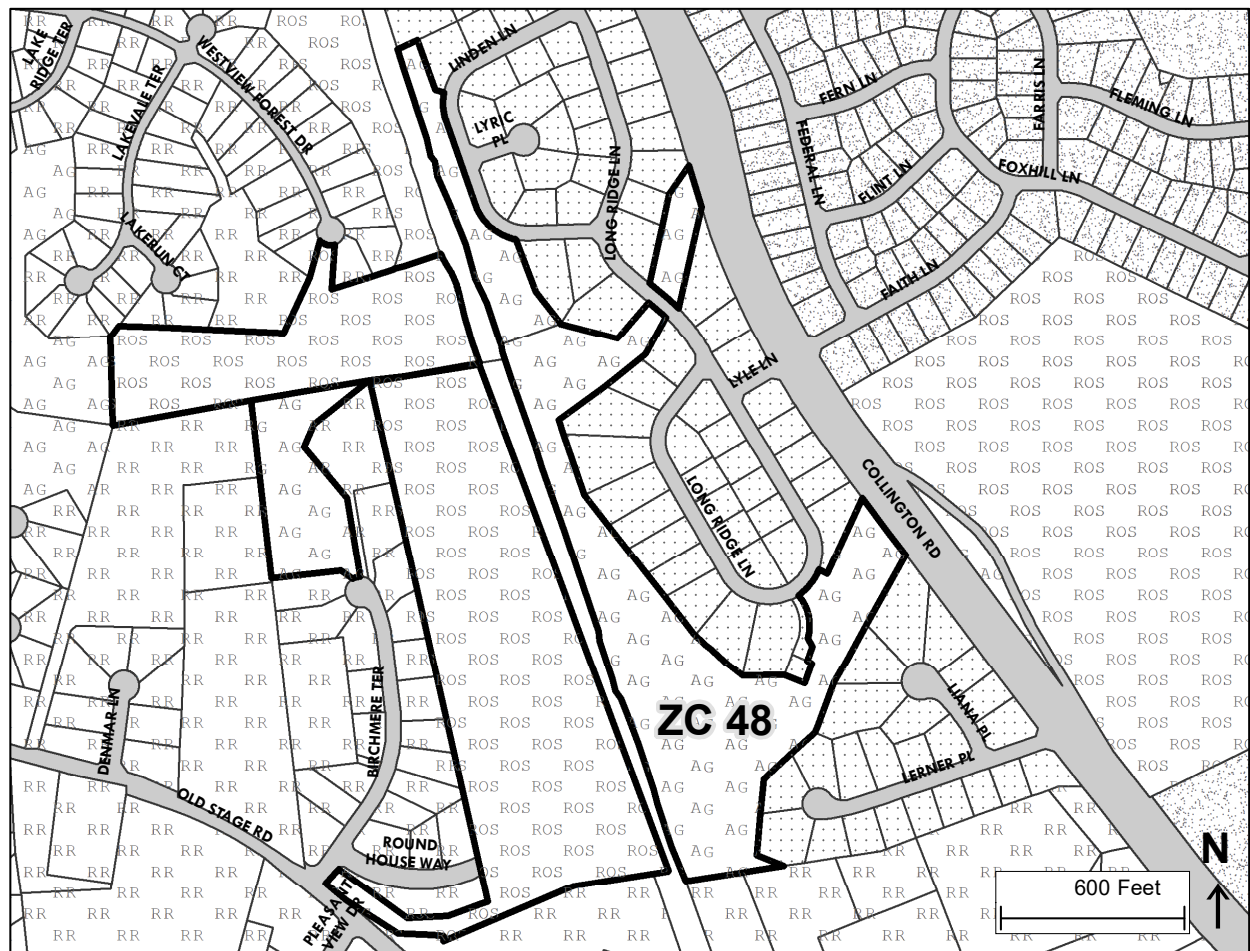 LAKE
RIDGE TER
LAKEVALE TER
WESTVIEW FOREST DR
LAKERUN CT
LINDEN LN
LYRIC
PL
LONG RIDGE LN
FERN LN
FEDERAL LN
FLINT LN
FARRIS LN
FLEMING LN
FOXHILL LN
FAITH LN
LYLE LN
LONG RIDGE LN
COLLINGTON RD
ZC 48
LIANA PL
LERNER PL
DENMAR LN
BIRCHMERE TER
OLD STAGE RD
ROUND
HOUSE WAY
PLEASANT
VIEW DR
600 Feet
N
RR
ROS
AG